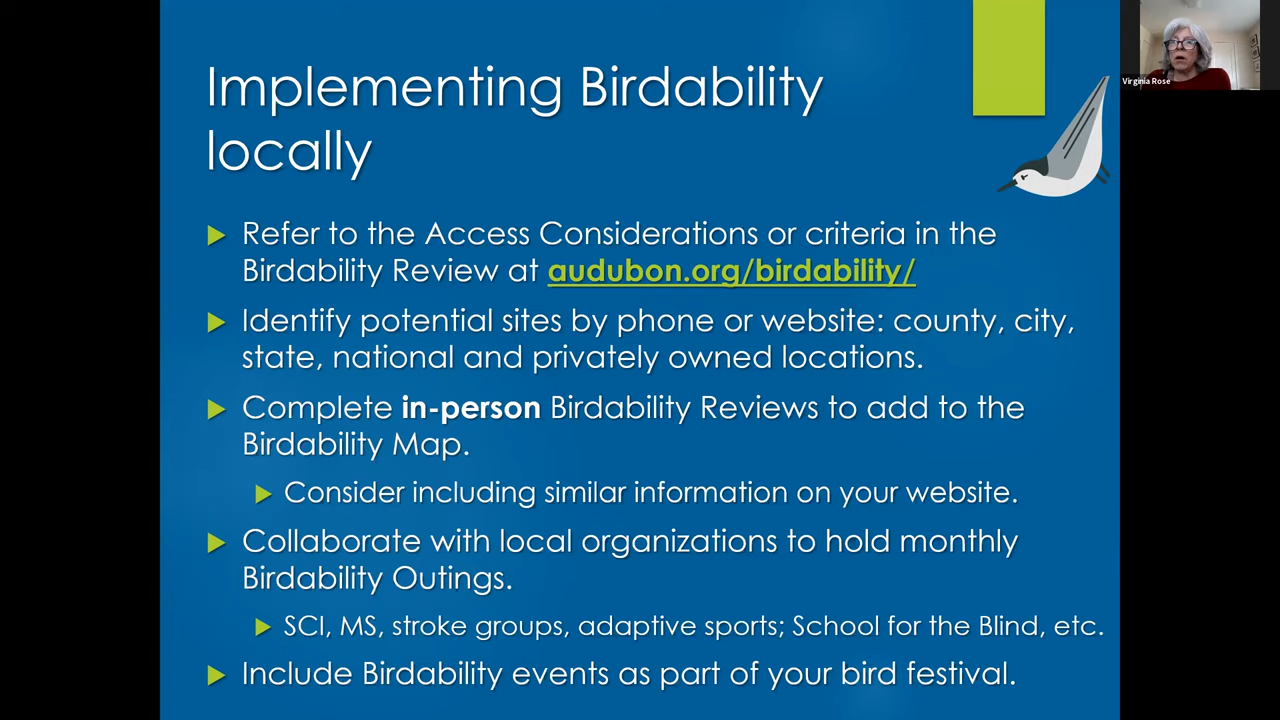 Implementing Birdability
locally
Refer to the Access Considerations or criteria in the
Birdability Review at audubon.org/birdability/
Identify potential sites by phone or website: county, city,
state, national and privately owned locations.
Complete in-person Birdability Reviews to add to the
Birdability Map.
Consider including similar information on your website.
Collaborate with local organizations to hold monthly
Birdability Outings.
SCI, MS, stroke groups, adaptive sports; School for the Blind, etc.
Include Birdability events as part of your bird festival.
Virginia Rose